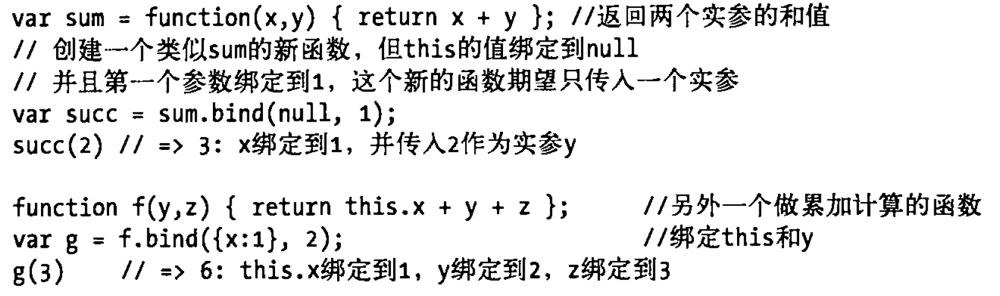 var sum = function(x,y) { return x + y }; //返回两个实参的和值
// 创建一个类似sum的新函数，但this的值绑定到null
// 并且第一个参数绑定到1，这个新的函数期望只传入一个实参
var succ = sum.bind(null, 1);
succ(2) // => 3: x绑定到1，并传入2作为实参y
function f(y,z) { return this.x + y + z }; //另外一个做累加计算的函数
var g = f.bind({x:1}, 2); //绑定this和y
g(3) // => 6: this.x绑定到1，y绑定到2，z绑定到3